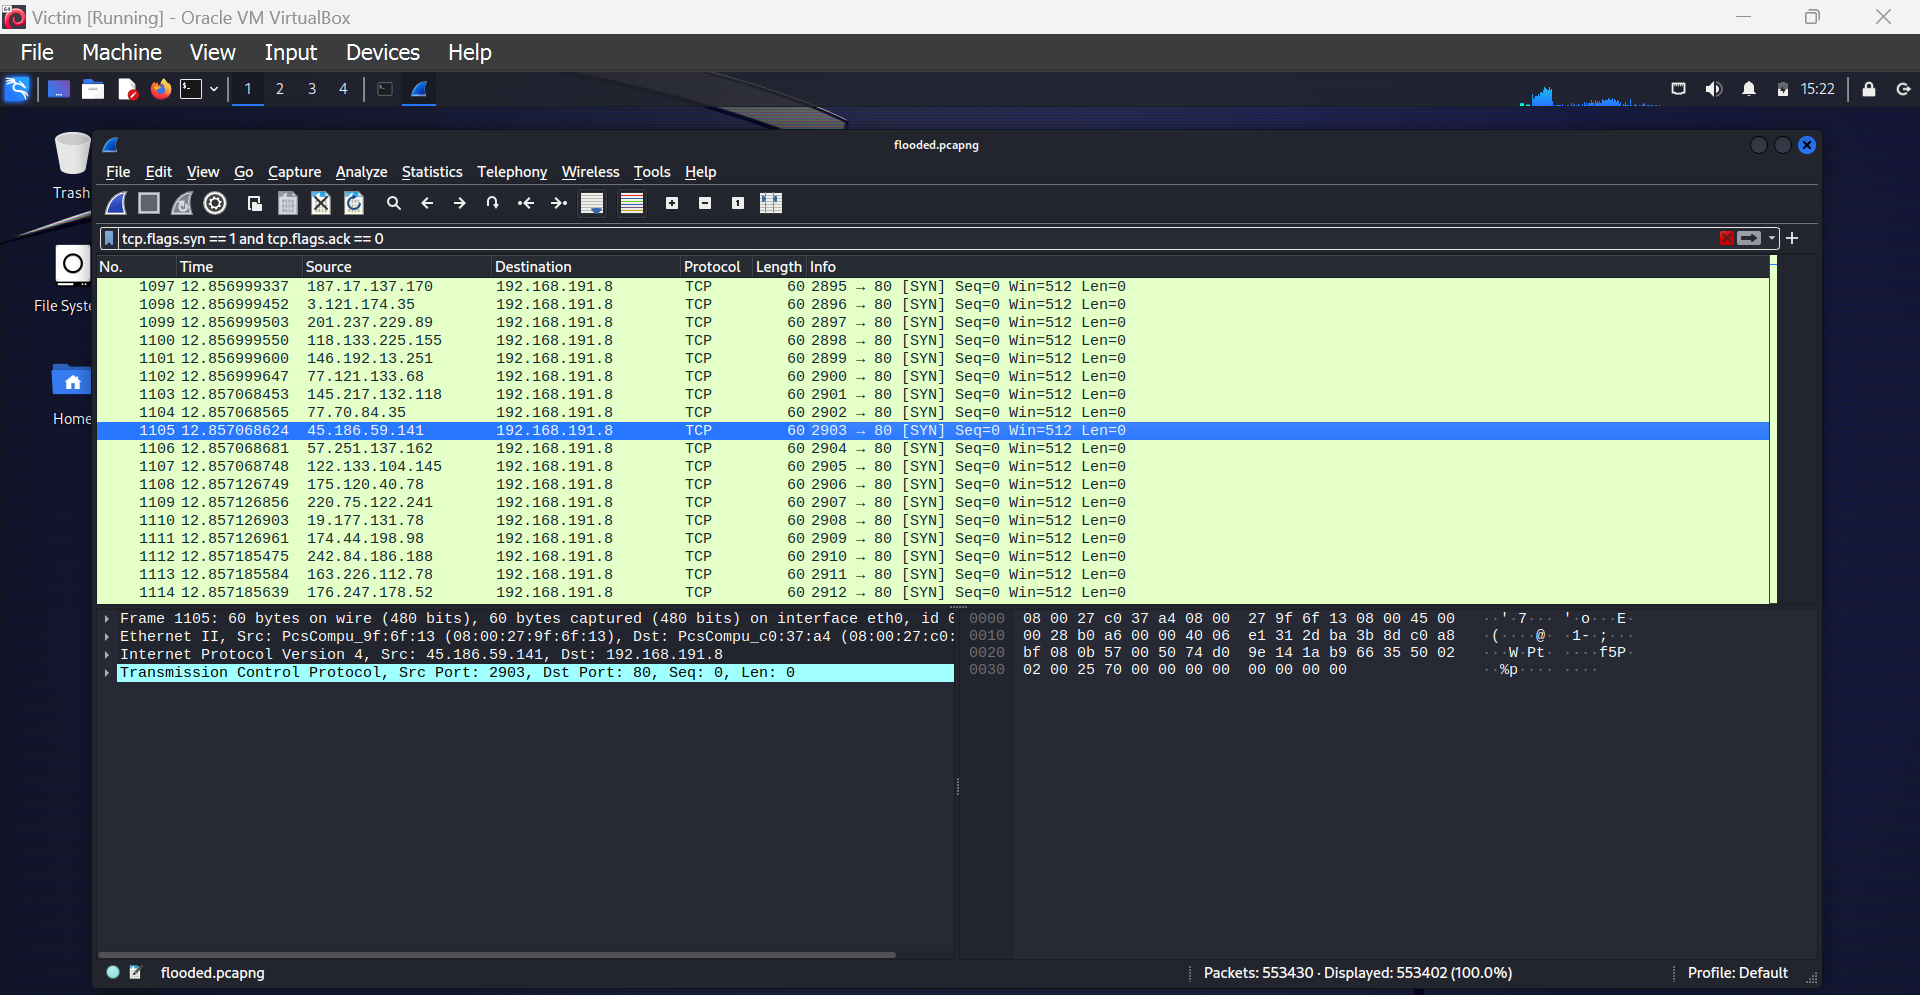 Victim [Running] - Oracle VM VirtualBox
File Machine View Input Devices Help
1 2 3 4 15:22
Trash
File Syste
Home
flooded.pcapng
File Edit View Go Capture Analyze Statistics Telephony Wireless Tools Help
tcp.flags.syn == 1 and tcp.flags.ack == 0
No. Time Source Destination Protocol Length Info
1097 12.856999337 187.17.137.170 192.168.191.8 TCP 60 2895 → 80 [SYN] Seq=0 Win=512 Len=0
1098 12.856999452 3.121.174.35 192.168.191.8 TCP 60 2896 → 80 [SYN] Seq=0 Win=512 Len=0
1099 12.856999503 201.237.229.89 192.168.191.8 TCP 60 2897 → 80 [SYN] Seq=0 Win=512 Len=0
1100 12.856999550 118.133.225.155 192.168.191.8 TCP 60 2898 → 80 [SYN] Seq=0 Win=512 Len=0
1101 12.856999600 146.192.13.251 192.168.191.8 TCP 60 2899 → 80 [SYN] Seq=0 Win=512 Len=0
1102 12.856999647 77.121.133.68 192.168.191.8 TCP 60 2900 → 80 [SYN] Seq=0 Win=512 Len=0
1103 12.857068453 145.217.132.118 192.168.191.8 TCP 60 2901 → 80 [SYN] Seq=0 Win=512 Len=0
1104 12.857068565 77.70.84.35 192.168.191.8 TCP 60 2902 → 80 [SYN] Seq=0 Win=512 Len=0
1105 12.857068624 45.186.59.141 192.168.191.8 TCP 60 2903 → 80 [SYN] Seq=0 Win=512 Len=0
1106 12.857068681 57.251.137.162 192.168.191.8 TCP 60 2904 → 80 [SYN] Seq=0 Win=512 Len=0
1107 12.857068748 122.133.104.145 192.168.191.8 TCP 60 2905 → 80 [SYN] Seq=0 Win=512 Len=0
1108 12.857126749 175.120.40.78 192.168.191.8 TCP 60 2906 → 80 [SYN] Seq=0 Win=512 Len=0
1109 12.857126856 220.75.122.241 192.168.191.8 TCP 60 2907 → 80 [SYN] Seq=0 Win=512 Len=0
1110 12.857126903 19.177.131.78 192.168.191.8 TCP 60 2908 → 80 [SYN] Seq=0 Win=512 Len=0
1111 12.857126961 174.44.198.98 192.168.191.8 TCP 60 2909 → 80 [SYN] Seq=0 Win=512 Len=0
1112 12.857185475 242.84.186.188 192.168.191.8 TCP 60 2910 → 80 [SYN] Seq=0 Win=512 Len=0
1113 12.857185584 163.226.112.78 192.168.191.8 TCP 60 2911 → 80 [SYN] Seq=0 Win=512 Len=0
1114 12.857185639 176.247.178.52 192.168.191.8 TCP 60 2912 → 80 [SYN] Seq=0 Win=512 Len=0
Frame 1105: 60 bytes on wire (480 bits), 60 bytes captured (480 bits) on interface eth0, id 0
Ethernet II, Src: PcsCompu_9f:6f:13 (08:00:27:9f:6f:13), Dst: PcsCompu_c0:37:a4 (08:00:27:c0:
Internet Protocol Version 4, Src: 45.186.59.141, Dst: 192.168.191.8
Transmission Control Protocol, Src Port: 2903, Dst Port: 80, Seq: 0, Len: 0
0000 08 00 27 c0 37 a4 08 00 27 9f 6f 13 08 00 45 00 ··'·7··· '·o···E·
0010 00 28 b0 a6 00 00 40 06 e1 31 2d ba 3b 8d c0 a8 ·(····@· ·1-·;···
0020 bf 08 0b 57 00 50 74 d0 9e 14 1a b9 66 35 50 02 ···W·Pt· ····f5P·
0030 02 00 25 70 00 00 00 00 00 00 00 00 ··%p···· ····
flooded.pcapng Packets: 553430 · Displayed: 553402 (100.0%) Profile: Default